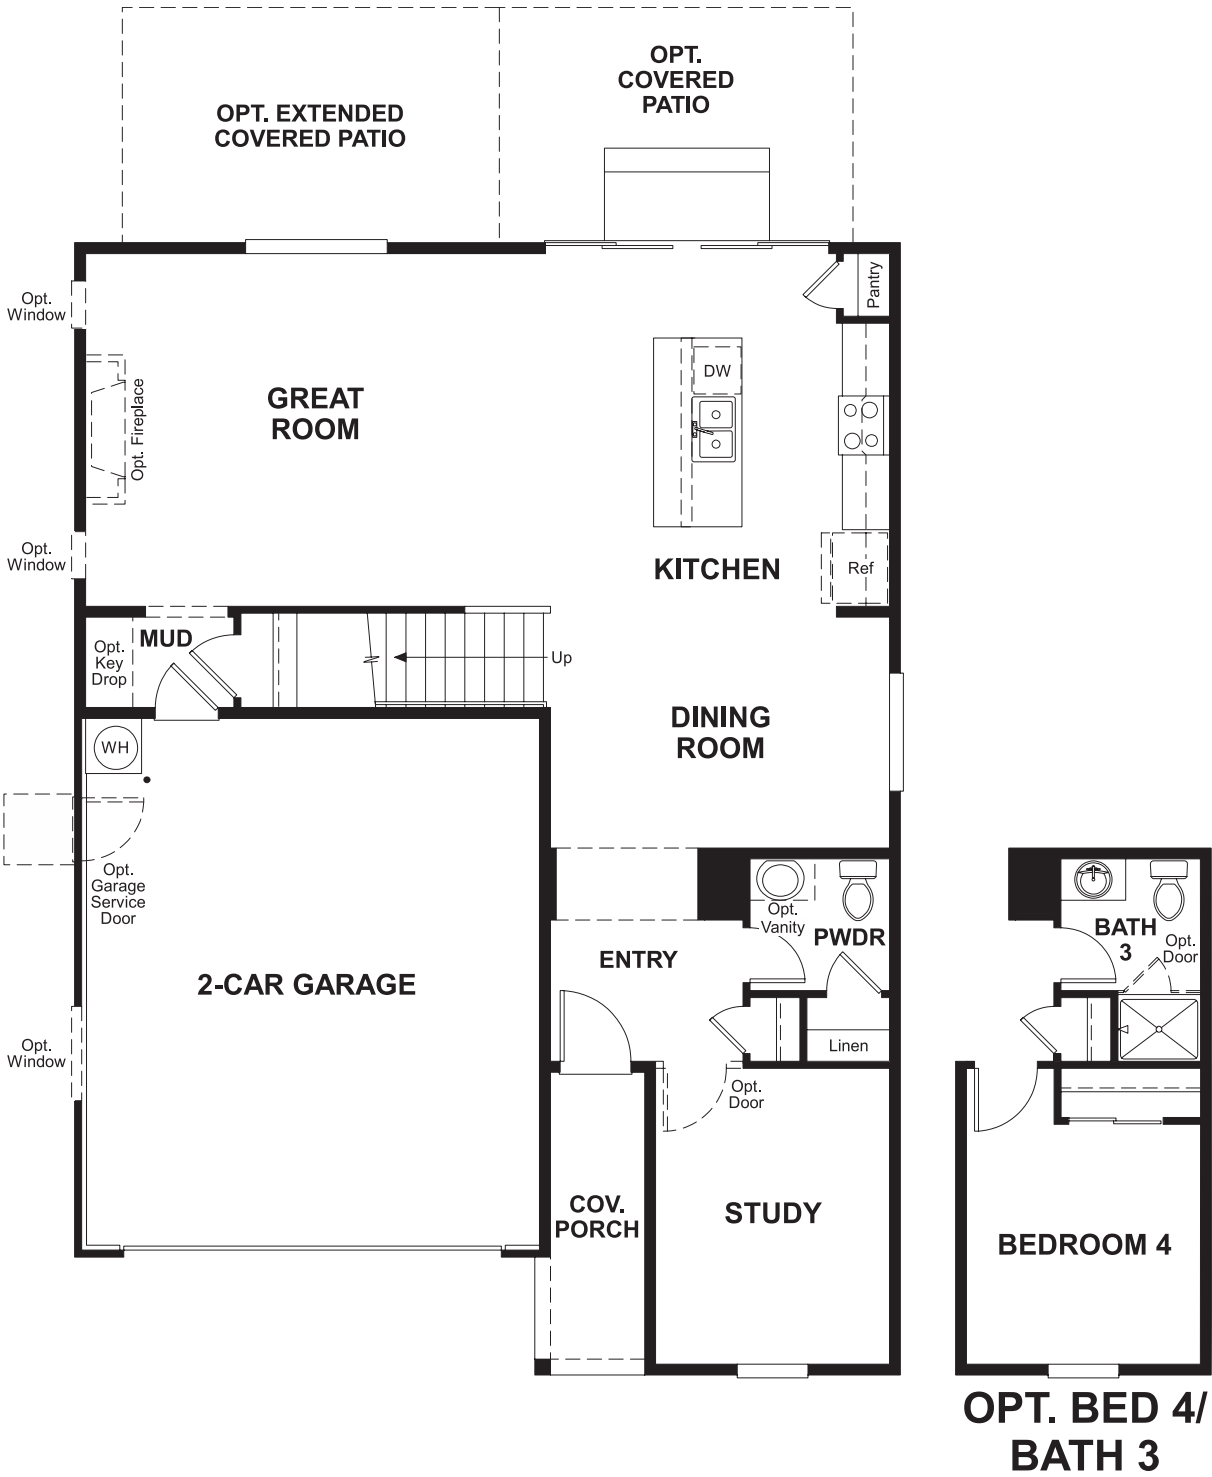 OPT.
COVERED
PATIO
OPT. EXTENDED
COVERED PATIO
Pantry
Opt.
Window
DW
GREAT
ROOM
Opt. Fireplace
Opt.
Window
KITCHEN
Ref
MUD
Opt.
Key
Drop
Up
DINING
ROOM
WH
Opt.
Garage
Service
Door
Opt.
Vanity
PWDR
ENTRY
2-CAR GARAGE
Opt.
Window
Linen
Opt.
Door
COV.
PORCH
STUDY
BATH
3
Opt.
Door
BEDROOM 4
OPT. BED 4/
BATH 3